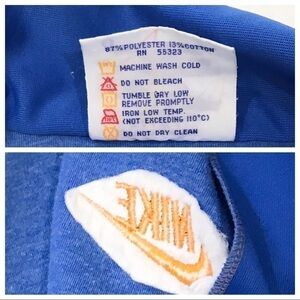 87% POLYESTER 13% COTTON
RN 55323
MACHINE WASH COLD
DO NOT BLEACH
TUMBLE DRY LOW
REMOVE PROMPTLY
IRON LOW TEMP.
(NOT EXCEEDING 110°C)
DO NOT DRY CLEAN
NIKE